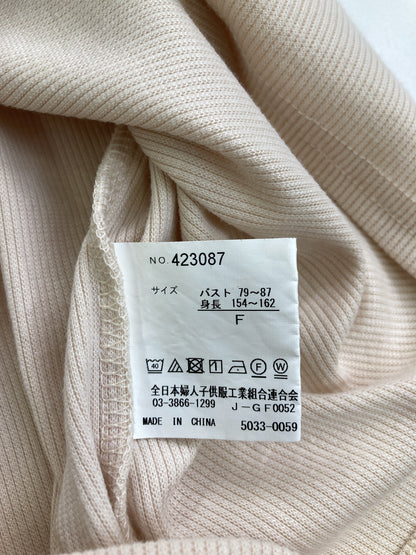 NO. 423087
サイズ バスト 79～87
身長 154～162
F
40 F W
全日本婦人子供服工業組合連合会
03-3866-1299 J-GF0052
MADE IN CHINA 5033-0059